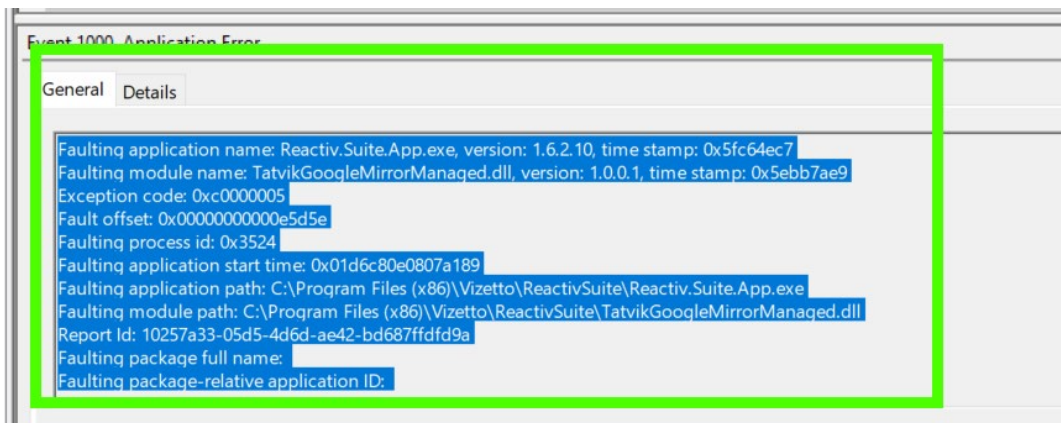 Event 1000, Application Error
General Details
Faulting application name: Reactiv.Suite.App.exe, version: 1.6.2.10, time stamp: 0x5fc64ec7
Faulting module name: TatvikGoogleMirrorManaged.dll, version: 1.0.0.1, time stamp: 0x5ebb7ae9
Exception code: 0xc0000005
Fault offset: 0x00000000000e5d5e
Faulting process id: 0x3524
Faulting application start time: 0x01d6c80e0807a189
Faulting application path: C:\Program Files (x86)\Vizetto\ReactivSuite\Reactiv.Suite.App.exe
Faulting module path: C:\Program Files (x86)\Vizetto\ReactivSuite\TatvikGoogleMirrorManaged.dll
Report Id: 10257a33-05d5-4d6d-ae42-bd687ffdfd9a
Faulting package full name:
Faulting package-relative application ID: